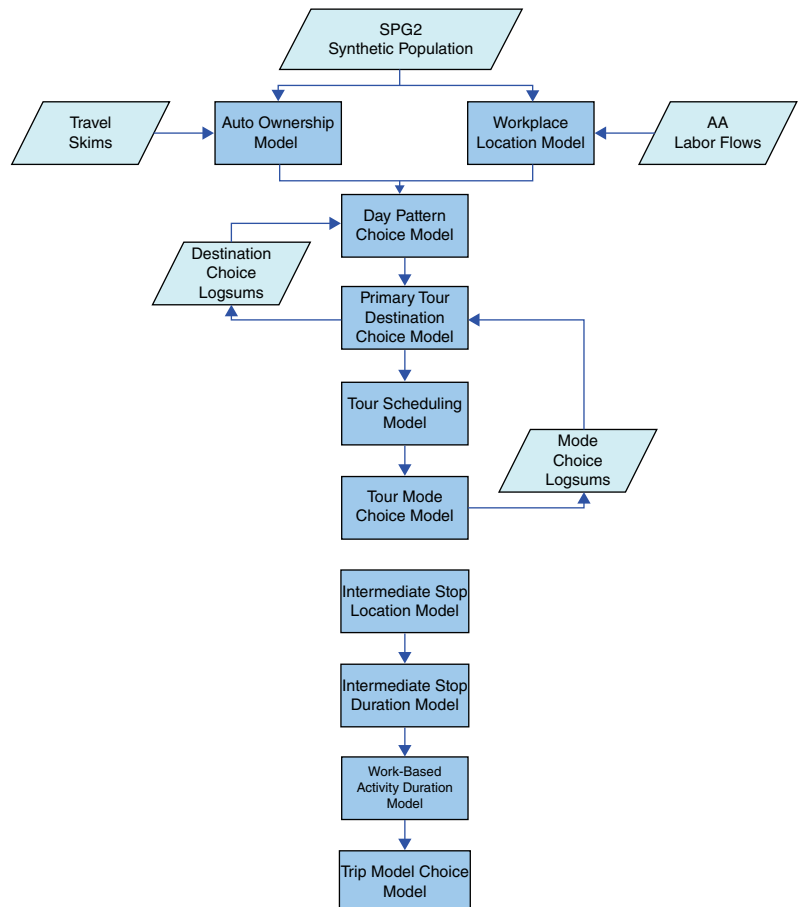 SPG2
Synthetic Population
Travel
Skims
Auto Ownership
Model
Workplace
Location Model
AA
Labor Flows
Day Pattern
Choice Model
Destination
Choice
Logsums
Primary Tour
Destination
Choice Model
Tour Scheduling
Model
Mode
Choice
Logsums
Tour Mode
Choice Model
Intermediate Stop
Location Model
Intermediate Stop
Duration Model
Work-Based
Activity Duration
Model
Trip Model Choice
Model